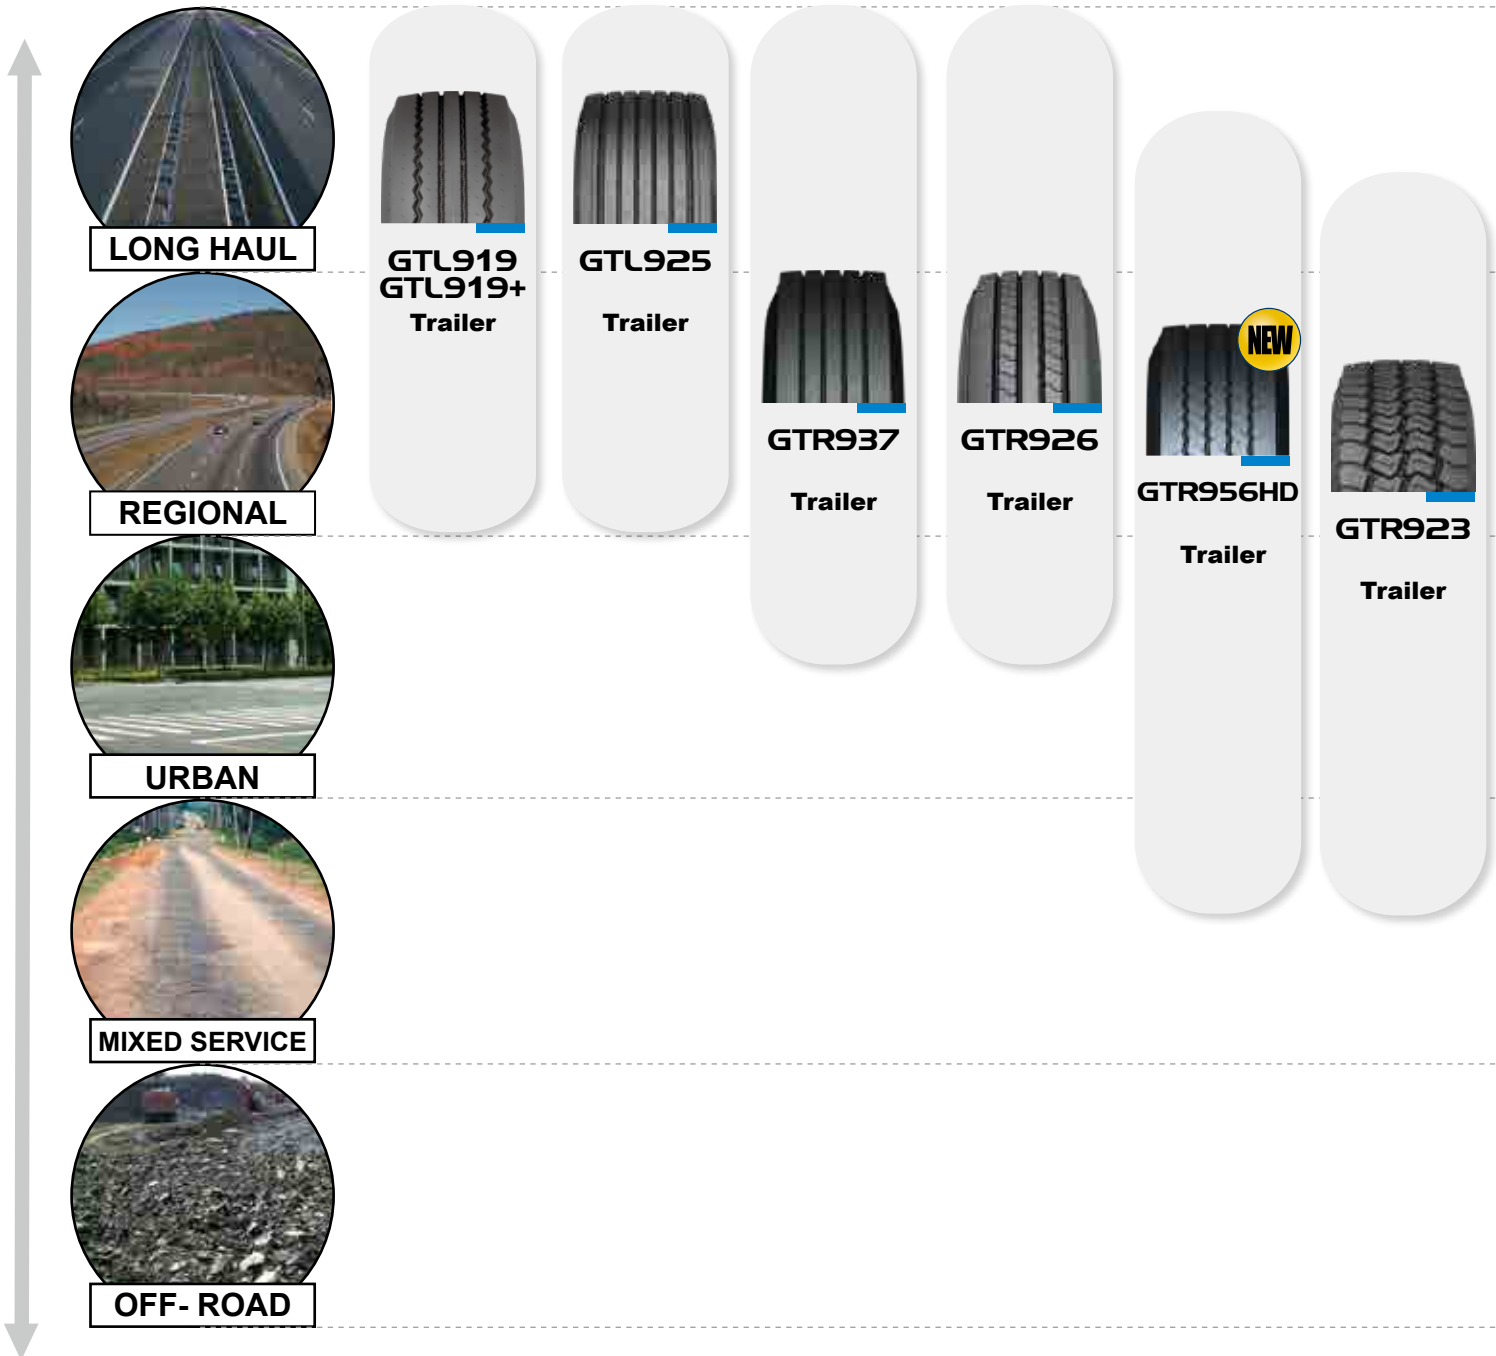 LONG HAUL
REGIONAL
URBAN
MIXED SERVICE
OFF- ROAD
GTL919
GTL919+
Trailer
GTL925
Trailer
GTR937
Trailer
GTR926
Trailer
NEW
GTR956HD
Trailer
GTR923
Trailer